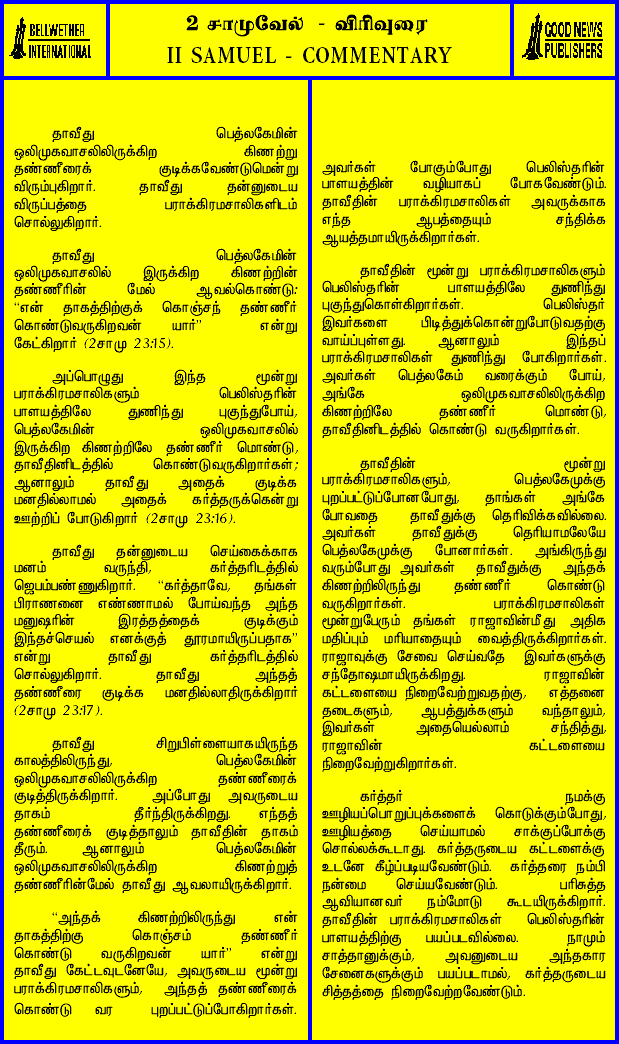 BELLWETHER
INTERNATIONAL
2 சாமுவேல் - விரிவுரை
II SAMUEL - COMMENTARY
GOOD NEWS
PUBLISHERS
தாவீது பெத்லகேமின்
ஒலிமுகவாசலிலிருக்கிற கிணற்று
தண்ணீரைக் குடிக்கவேண்டுமென்று
விரும்புகிறார். தாவீது தன்னுடைய
விருப்பத்தை பராக்கிரமசாலிகளிடம்
சொல்லுகிறார்.
தாவீது பெத்லகேமின்
ஒலிமுகவாசலில் இருக்கிற கிணற்றின்
தண்ணீரின் மேல் ஆவல்கொண்டு:
“என் தாகத்திற்குக் கொஞ்சந் தண்ணீர்
கொண்டுவருகிறவன் யார்” என்று
கேட்கிறார் (2சாமு 23:15).
அப்பொழுது இந்த மூன்று
பராக்கிரமசாலிகளும் பெலிஸ்தரின்
பாளயத்திலே துணிந்து புகுந்துபோய்,
பெத்லகேமின் ஒலிமுகவாசலில்
இருக்கிற கிணற்றிலே தண்ணீர் மொண்டு,
தாவீதினிடத்தில் கொண்டுவருகிறார்கள்;
ஆனாலும் தாவீது அதைக் குடிக்க
மனதில்லாமல் அதைக் கர்த்தருக்கென்று
ஊற்றிப் போடுகிறார் (2சாமு 23:16).
தாவீது தன்னுடைய செய்கைக்காக
மனம் வருந்தி, கர்த்தரிடத்தில்
ஜெபம்பண்ணுகிறார். “கர்த்தாவே, தங்கள்
பிராணனை எண்ணாமல் போய்வந்த அந்த
மனுஷரின் இரத்தத்தைக் குடிக்கும்
இந்தச்செயல் எனக்குத் தூரமாயிருப்பதாக”
என்று தாவீது கர்த்தரிடத்தில்
சொல்லுகிறார். தாவீது அந்தத்
தண்ணீரை குடிக்க மனதில்லாதிருக்கிறார்
(2சாமு 23:17).
தாவீது சிறுபிள்ளையாகயிருந்த
காலத்திலிருந்து, பெத்லகேமின்
ஒலிமுகவாசலிலிருக்கிற தண்ணீரைக்
குடித்திருக்கிறார். அப்போது அவருடைய
தாகம் தீர்ந்திருக்கிறது. எந்தத்
தண்ணீரைக் குடித்தாலும் தாவீதின் தாகம்
தீரும். ஆனாலும் பெத்லகேமின்
ஒலிமுகவாசலிலிருக்கிற கிணற்றுத்
தண்ணீரின்மேல் தாவீது ஆவலாயிருக்கிறார்.
“அந்தக் கிணற்றிலிருந்து என்
தாகத்திற்கு கொஞ்சம் தண்ணீர்
கொண்டு வருகிறவன் யார்” என்று
தாவீது கேட்டவுடனேயே, அவருடைய மூன்று
பராக்கிரமசாலிகளும், அந்தத் தண்ணீரைக்
கொண்டு வர புறப்பட்டுப்போகிறார்கள்.
அவர்கள் போகும்போது பெலிஸ்தரின்
பாளயத்தின் வழியாகப் போகவேண்டும்.
தாவீதின் பராக்கிரமசாலிகள் அவருக்காக
எந்த ஆபத்தையும் சந்திக்க
ஆயத்தமாயிருக்கிறார்கள்.
தாவீதின் மூன்று பராக்கிரமசாலிகளும்
பெலிஸ்தரின் பாளயத்திலே துணிந்து
புகுந்துகொள்கிறார்கள். பெலிஸ்தர்
இவர்களை பிடித்துக்கொன்றுபோடுவதற்கு
வாய்ப்புள்ளது. ஆனாலும் இந்தப்
பராக்கிரமசாலிகள் துணிந்து போகிறார்கள்.
அவர்கள் பெத்லகேம் வரைக்கும் போய்,
அங்கே ஒலிமுகவாசலிலிருக்கிற
கிணற்றிலே தண்ணீர் மொண்டு,
தாவீதினிடத்தில் கொண்டு வருகிறார்கள்.
தாவீதின் மூன்று
பராக்கிரமசாலிகளும், பெத்லகேமுக்கு
புறப்பட்டுப்போனபோது, தாங்கள் அங்கே
போவதை தாவீதுக்கு தெரிவிக்கவில்லை.
அவர்கள் தாவீதுக்கு தெரியாமலேயே
பெத்லகேமுக்கு போனார்கள். அங்கிருந்து
வரும்போது அவர்கள் தாவீதுக்கு அந்தக்
கிணற்றிலிருந்து தண்ணீர் கொண்டு
வருகிறார்கள். பராக்கிரமசாலிகள்
மூன்றுபேரும் தங்கள் ராஜாவின்மீது அதிக
மதிப்பும் மரியாதையும் வைத்திருக்கிறார்கள்.
ராஜாவுக்கு சேவை செய்வதே இவர்களுக்கு
சந்தோஷமாயிருக்கிறது. ராஜாவின்
கட்டளையை நிறைவேற்றுவதற்கு, எத்தனை
தடைகளும், ஆபத்துக்களும் வந்தாலும்,
இவர்கள் அதையெல்லாம் சந்தித்து,
ராஜாவின் கட்டளையை
நிறைவேற்றுகிறார்கள்.
கர்த்தர் நமக்கு
ஊழியப்பொறுப்புக்களைக் கொடுக்கும்போது,
ஊழியத்தை செய்யாமல் சாக்குப்போக்கு
சொல்லக்கூடாது. கர்த்தருடைய கட்டளைக்கு
உடனே கீழ்ப்படியவேண்டும். கர்த்தரை நம்பி
நன்மை செய்யவேண்டும். பரிசுத்த
ஆவியானவர் நம்மோடு கூடயிருக்கிறார்.
தாவீதின் பராக்கிரமசாலிகள் பெலிஸ்தரின்
பாளயத்திற்கு பயப்படவில்லை. நாமும்
சாத்தானுக்கும், அவனுடைய அந்தகார
சேனைகளுக்கும் பயப்படாமல், கர்த்தருடைய
சித்தத்தை நிறைவேற்றவேண்டும்.